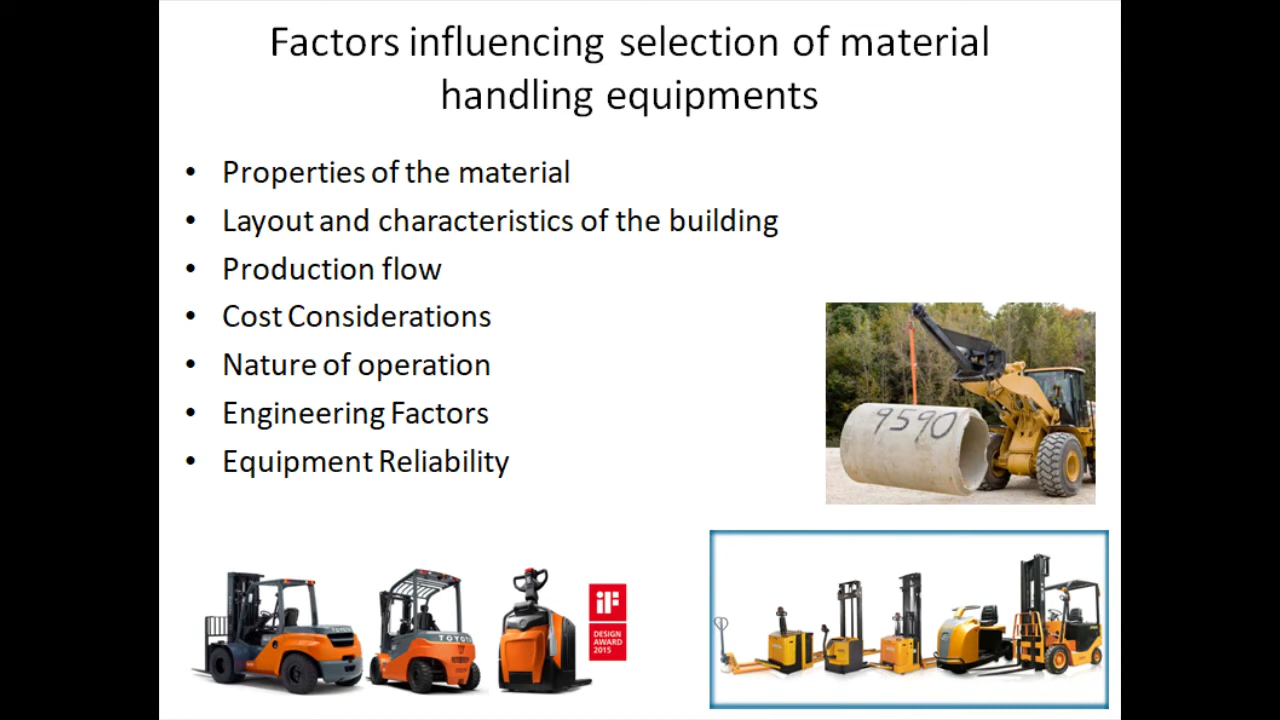 Factors influencing selection of material
handling equipments
• Properties of the material
• Layout and characteristics of the building
• Production flow
• Cost Considerations
• Nature of operation
• Engineering Factors
• Equipment Reliability
9590
TOYOTA
iF
DESIGN
AWARD
2015